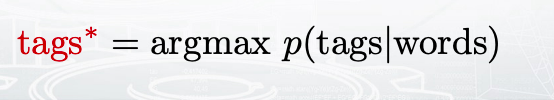 tags* = argmax p(tags|words)